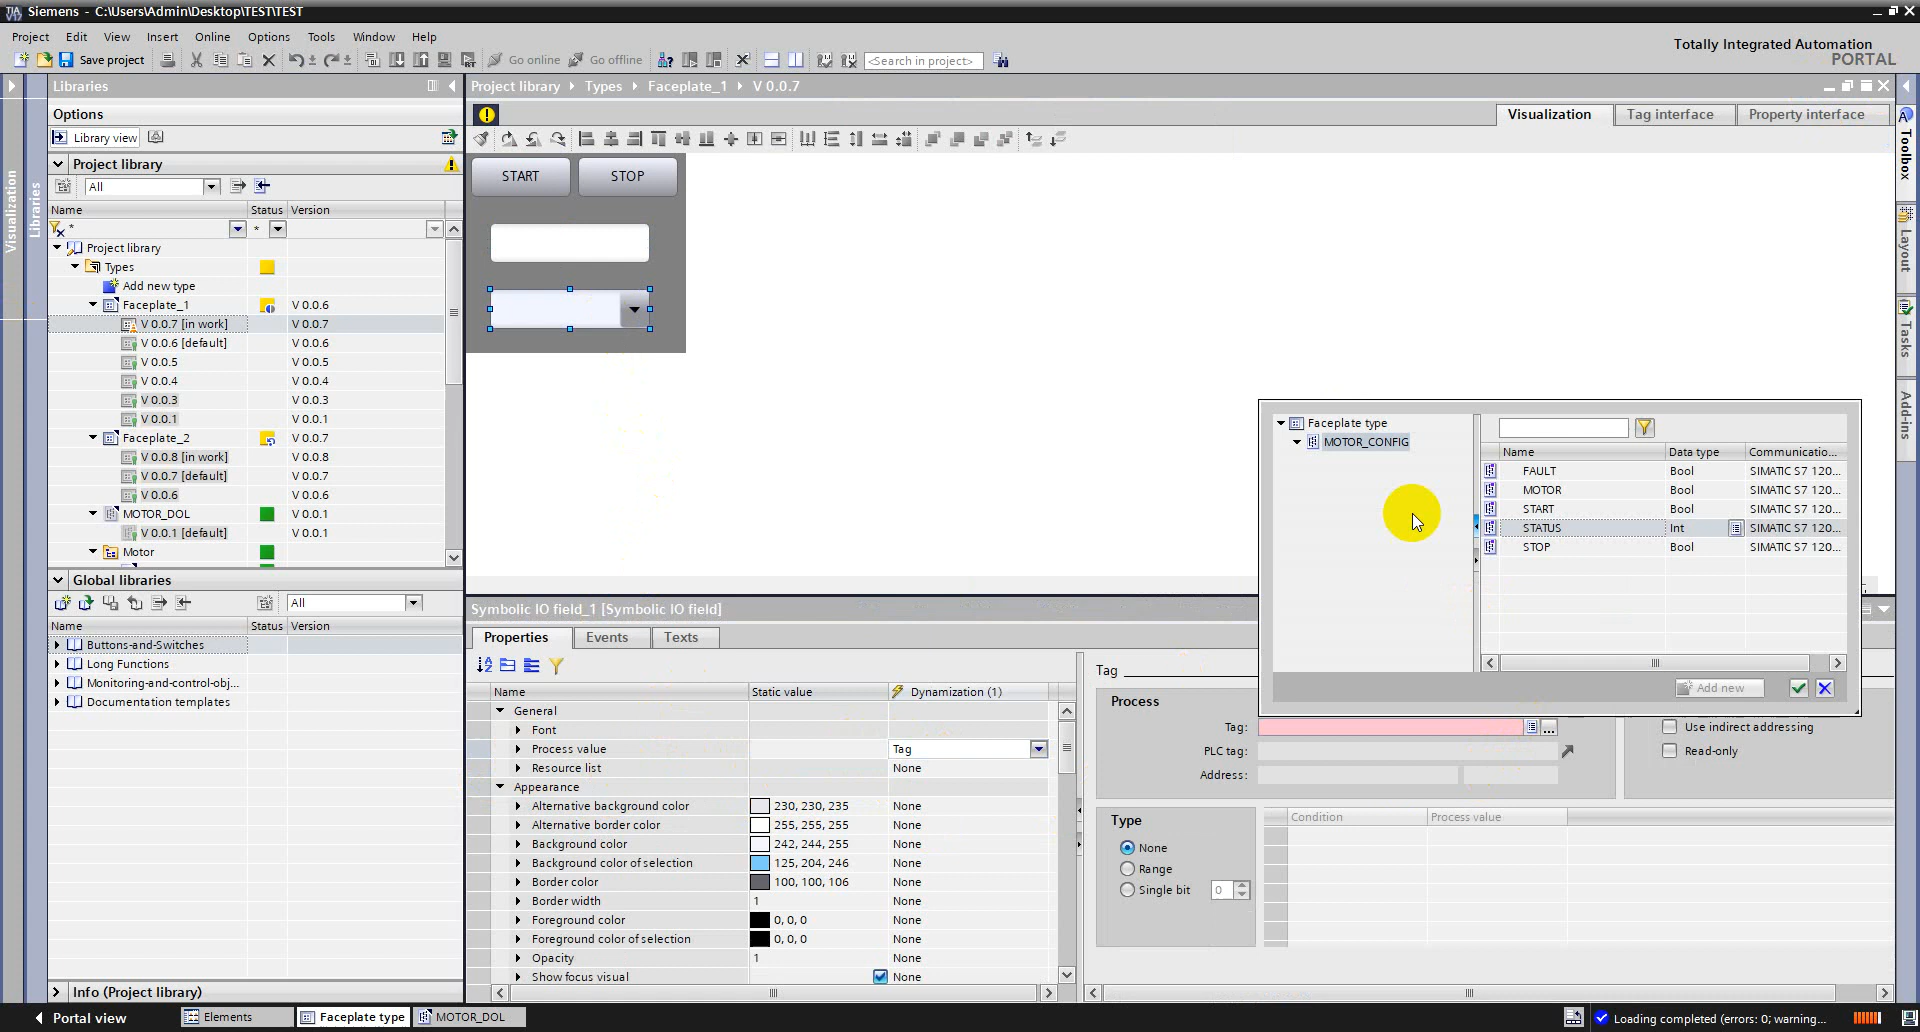 Siemens - C:\Users\Admin\Desktop\TEST\TEST
Project Edit View Insert Online Options Tools Window Help
Totally Integrated Automation
PORTAL
Save project Go online Go offline <Search in project>
Libraries
Project library Types Faceplate_1 V 0.0.7
Options
Visualization Tag interface Property interface
Library view
Project library
All
Name Status Version
* *
Project library
Types
Add new type
Faceplate_1 V 0.0.6
V 0.0.7 [in work] V 0.0.7
V 0.0.6 [default] V 0.0.6
V 0.0.5 V 0.0.5
V 0.0.4 V 0.0.4
V 0.0.3 V 0.0.3
V 0.0.1 V 0.0.1
Faceplate_2 V 0.0.7
V 0.0.8 [in work] V 0.0.8
V 0.0.7 [default] V 0.0.7
V 0.0.6 V 0.0.6
MOTOR_DOL V 0.0.1
V 0.0.1 [default] V 0.0.1
Motor
Global libraries
All
Name Status Version
Buttons-and-Switches
Long Functions
Monitoring-and-control-obj...
Documentation templates
Info (Project library)
Visualization
Libraries
START STOP
Faceplate type
MOTOR_CONFIG
Name Data type Communicatio...
FAULT Bool SIMATIC S7 120...
MOTOR Bool SIMATIC S7 120...
START Bool SIMATIC S7 120...
STATUS Int SIMATIC S7 120...
STOP Bool SIMATIC S7 120...
Add new
Symbolic IO field_1 [Symbolic IO field]
Properties Events Texts
Name Static value Dynamization (1)
General
Font
Process value Tag
Resource list None
Appearance
Alternative background color 230, 230, 235 None
Alternative border color 255, 255, 255 None
Background color 242, 244, 255 None
Background color of selection 125, 204, 246 None
Border color 100, 100, 106 None
Border width 1 None
Foreground color 0, 0, 0 None
Foreground color of selection 0, 0, 0 None
Opacity 1 None
Show focus visual None
Tag
Process
Tag: ...
PLC tag:
Address:
Use indirect addressing
Read-only
Type
None
Range
Single bit 0
Condition Process value
Toolbox
Layout
Tasks
Add-ins
Portal view Elements Faceplate type MOTOR_DOL
Loading completed (errors: 0; warning...